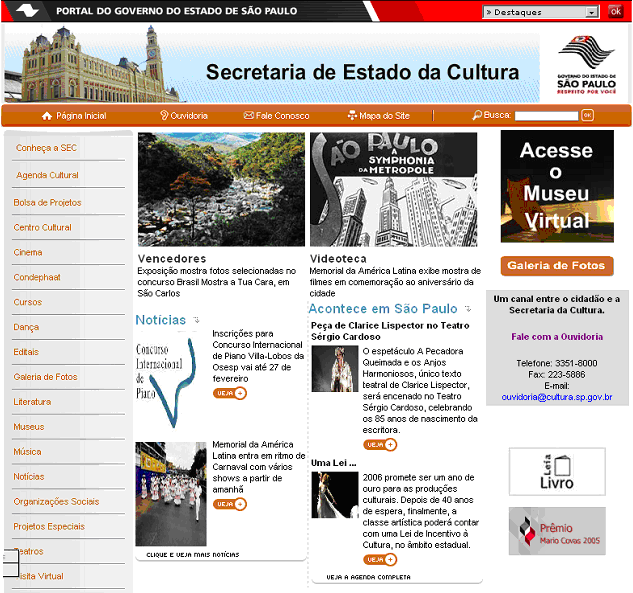 PORTAL DO GOVERNO DO ESTADO DE SÃO PAULO
» Destaques
ok
Secretaria de Estado da Cultura
GOVERNO DO ESTADO DE
SÃO PAULO
RESPEITO POR VOCÊ
Página Inicial
Ouvidoria
Fale Conosco
Mapa do Site
Busca:
OK
Conheça a SEC
Agenda Cultural
Bolsa de Projetos
Centro Cultural
Cinema
Condephaat
Cursos
Dança
Editais
Galeria de Fotos
Literatura
Museus
Música
Notícias
Organizações Sociais
Projetos Especiais
Teatros
Visita Virtual
Vencedores
Exposição mostra fotos selecionadas no
concurso Brasil Mostra a Tua Cara, em
São Carlos
SÃO PAULO
A
SYMPHONIA
DA METROPOLE
Videoteca
Memorial da América Latina exibe mostra de
filmes em comemoração ao aniversário da
cidade
Notícias
Concurso
Internacional
de
Piano
Inscrições para
Concurso Internacional
de Piano Villa-Lobos da
Osesp vai até 27 de
fevereiro
VEJA +
Memorial da América
Latina entra em ritmo de
Carnaval com vários
shows a partir de
amanhã
VEJA +
CLIQUE E VEJA MAIS NOTÍCIAS
Acontece em São Paulo
Peça de Clarice Lispector no Teatro
Sérgio Cardoso
O espetáculo A Pecadora
Queimada e os Anjos
Harmoniosos, único texto
teatral de Clarice Lispector,
será encenado no Teatro
Sérgio Cardoso, celebrando
os 85 anos de nascimento da
escritora.
VEJA +
Uma Lei ...
2006 promete ser um ano de
ouro para as produções
culturais. Depois de 40 anos
de espera, finalmente, a
classe artística poderá contar
com uma Lei de Incentivo à
Cultura, no âmbito estadual.
VEJA +
VEJA A AGENDA COMPLETA
Acesse
o
Museu
Virtual
Galeria de Fotos
Um canal entre o cidadão e a
Secretaria da Cultura.
Fale com a Ouvidoria
Telefone: 3351-8000
Fax: 223-5886
E-mail:
ouvidoria@cultura.sp.gov.br
Leia
Livro
Prêmio
Mario Covas 2005